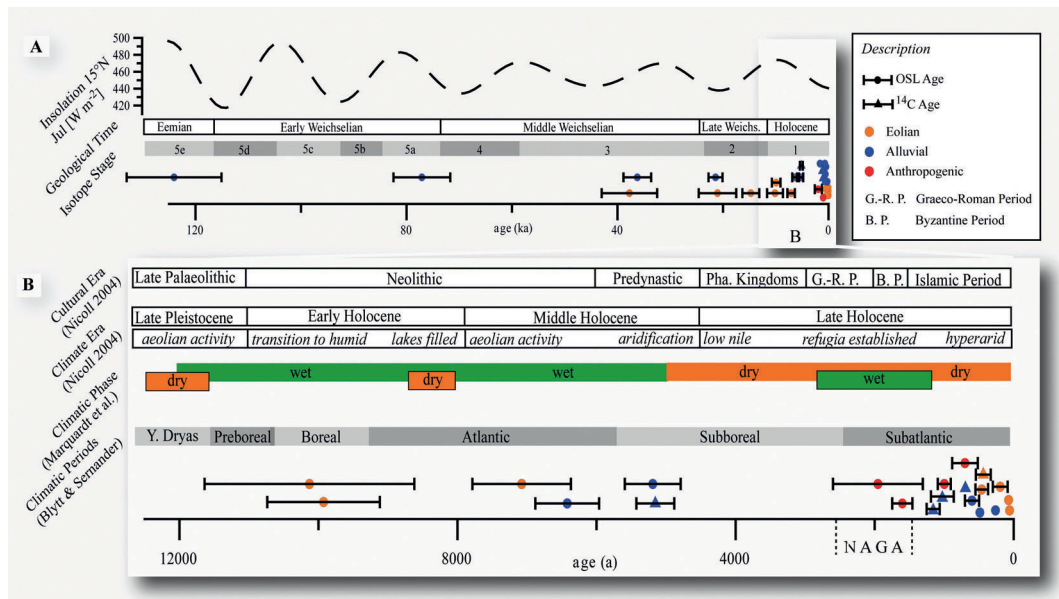 A
Insolation 15°N
Jul [W m-2]
500
480
460
440
420
Geological Time
Eemian
Early Weichselian
Middle Weichselian
Late Weichs.
Holocene
Isotope Stage
5e
5d
5c
5b
5a
4
3
2
1
120
80
age (ka)
40
0
B
Description
OSL Age
14C Age
Eolian
Alluvial
Anthropogenic
G.-R. P. Graeco-Roman Period
B. P. Byzantine Period
B
Cultural Era
(Nicoll 2004)
Late Palaeolithic
Neolithic
Predynastic
Pha. Kingdoms
G.-R. P.
B. P.
Islamic Period
Climate Era
(Nicoll 2004)
Late Pleistocene
Early Holocene
Middle Holocene
Late Holocene
aeolian activity
transition to humid
lakes filled
aeolian activity
aridification
low nile
refugia established
hyperarid
Climatic Phase
(Marquardt et al.)
dry
wet
dry
wet
dry
wet
dry
Climatic Periods
(Blytt & Sernander)
Y. Dryas
Preboreal
Boreal
Atlantic
Subboreal
Subatlantic
12000
8000
age (a)
4000
NAGA
0